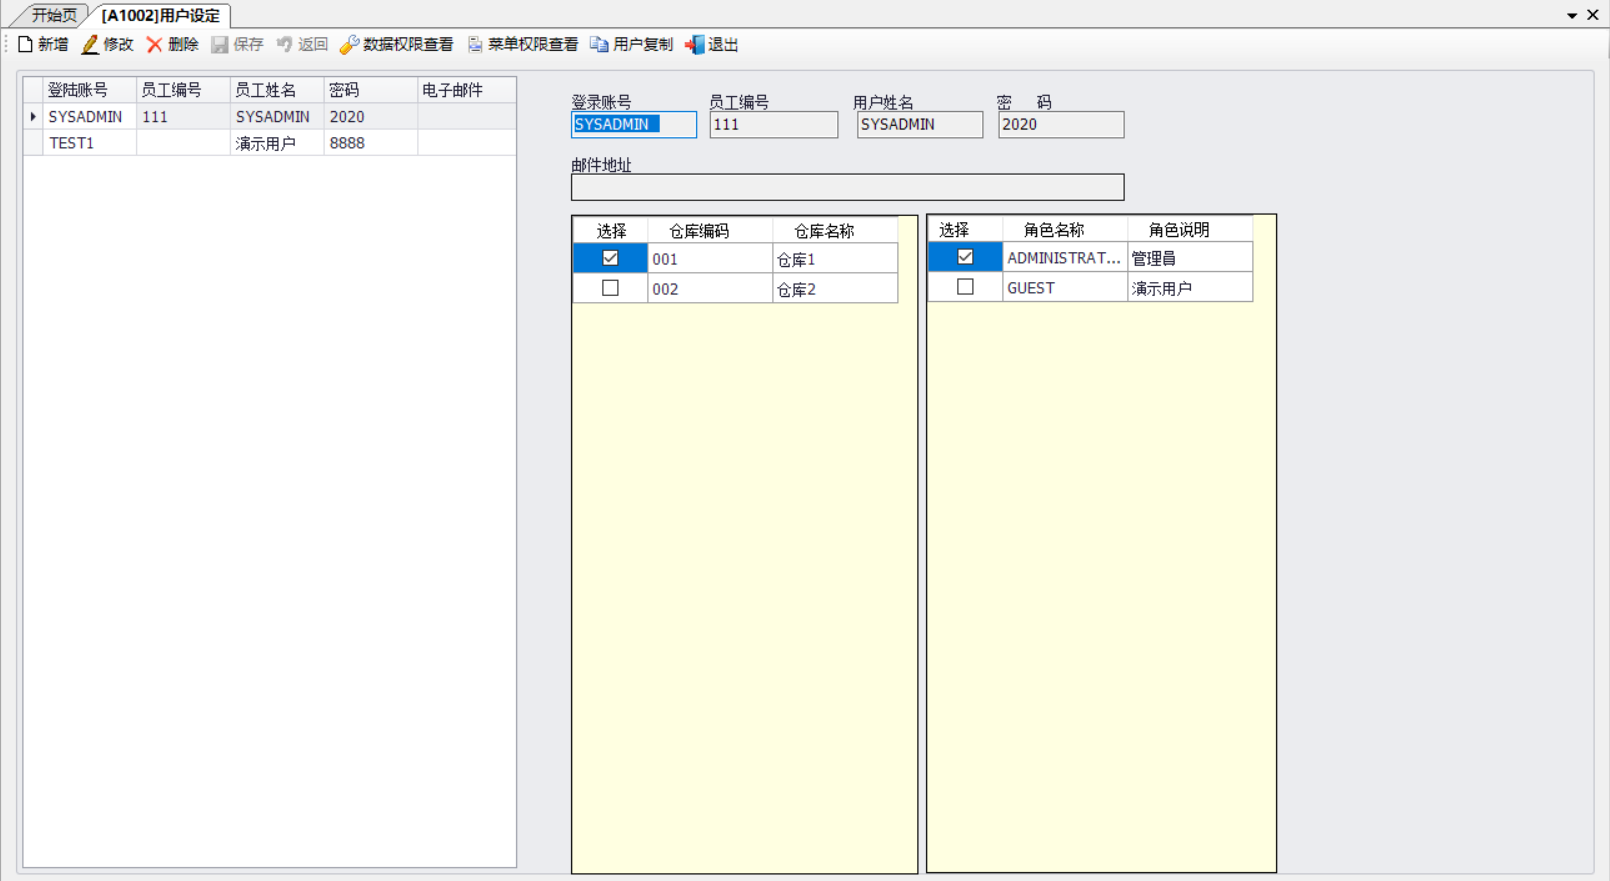 开始页 [A1002]用户设定
新增 修改 删除 保存 返回 数据权限查看 菜单权限查看 用户复制 退出
登陆账号 员工编号 员工姓名 密码 电子邮件
SYSADMIN 111 SYSADMIN 2020
TEST1 演示用户 8888
登录账号 员工编号 用户姓名 密 码
SYSADMIN 111 SYSADMIN 2020
邮件地址
选择 仓库编码 仓库名称
001 仓库1
002 仓库2
选择 角色名称 角色说明
ADMINISTRAT... 管理員
GUEST 演示用户